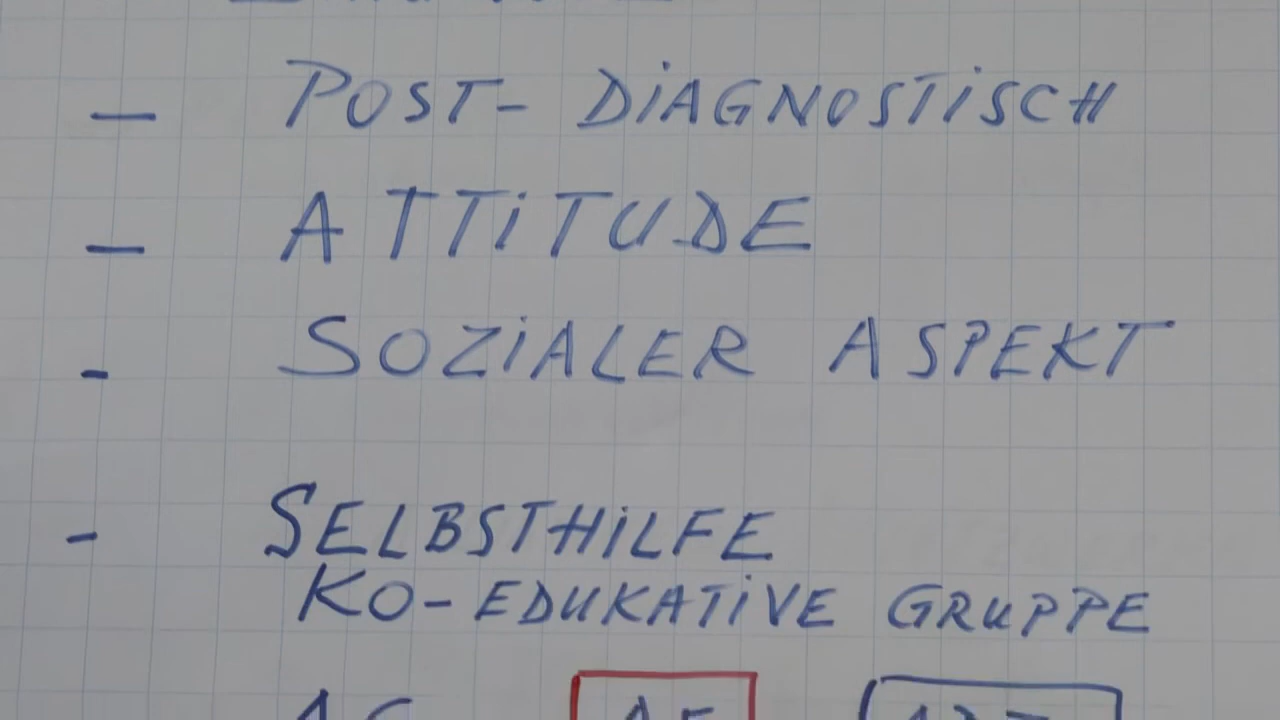 — POST- DIAGNOSTISCH
— ATTITUDE
- SOZIALER ASPEKT
- SELBSTHILFE
KO-EDUKATIVE GRUPPE